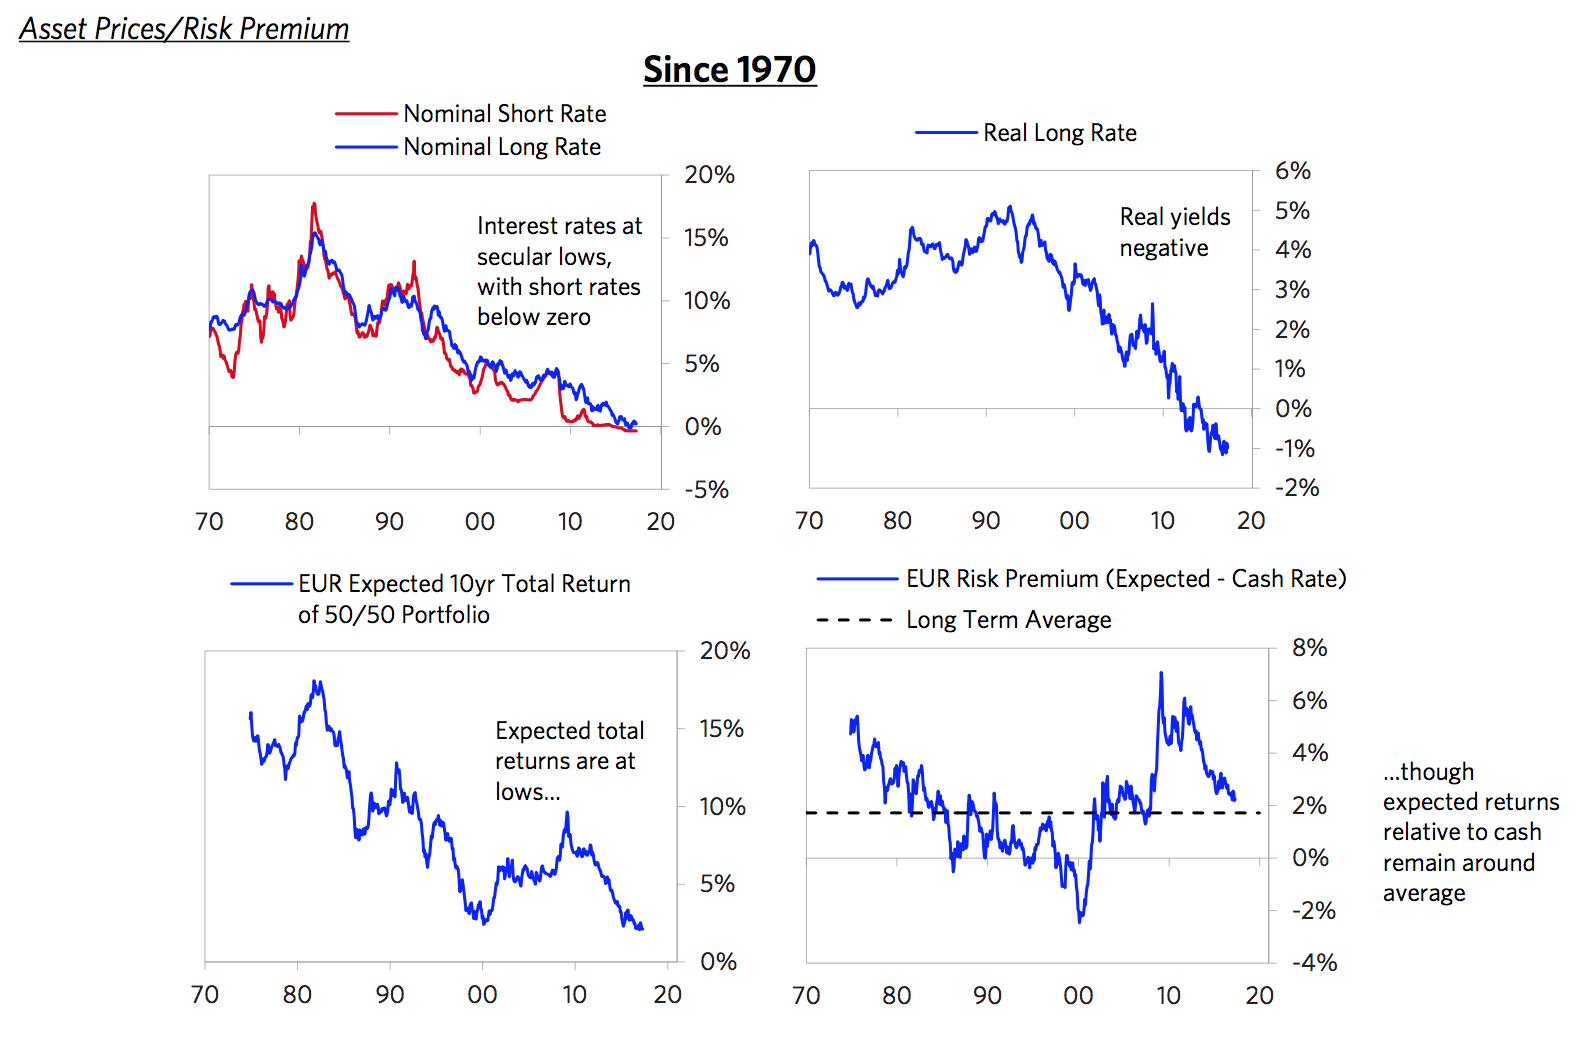 Asset Prices/Risk Premium
Since 1970
Nominal Short Rate
Nominal Long Rate
20%
15%
10%
5%
0%
-5%
Interest rates at
secular lows,
with short rates
below zero
70 80 90 00 10 20
Real Long Rate
6%
5%
4%
3%
2%
1%
0%
-1%
-2%
Real yields
negative
70 80 90 00 10 20
EUR Expected 10yr Total Return
of 50/50 Portfolio
20%
15%
10%
5%
0%
Expected total
returns are at
lows...
70 80 90 00 10 20
EUR Risk Premium (Expected - Cash Rate)
Long Term Average
8%
6%
4%
2%
0%
-2%
-4%
70 80 90 00 10 20
...though
expected returns
relative to cash
remain around
average